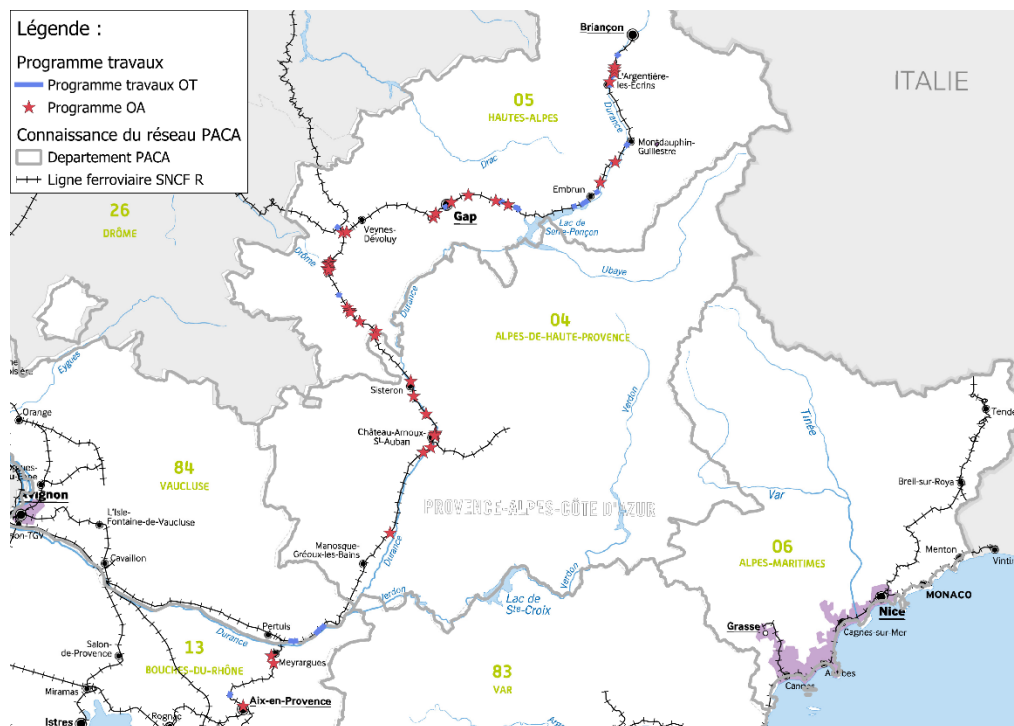 Légende :
Programme travaux
Programme travaux OT
Programme OA
Connaissance du réseau PACA
Departement PACA
Ligne ferroviaire SNCF R
Briançon
ITALIE
L'Argentière-
les-Ecrins
05
HAUTES-ALPES
Durance
Drac
Montdauphin-
Guillestre
Embrun
26
DRÔME
Gap
Veynes-
Dévoluy
Lac de
Serre-Ponçon
Drôme
Ubaye
Durance
04
ALPES-DE-HAUTE-PROVENCE
Eygues
Sisteron
Verdon
Tinée
Orange
Tende
Château-Arnoux-
St-Auban
84
VAUCLUSE
Breil-sur-Roya
Var
L'Isle-
Fontaine-de-Vaucluse
PROVENCE-ALPES-CÔTE D'AZUR
Manosque-
Gréoux-les-Bains
Durance
06
ALPES-MARITIMES
Cavaillon
Verdon
Verdon
Menton
MONACO
Lac de
Ste-Croix
Nice
Pertuis
Durance
Grasse
Cagnes-sur-Mer
Salon-
de-Provence
13
BOUCHES-DU-RHÔNE
Meyrargues
83
VAR
Cannes
Miramas
Aix-en-Provence
Istres